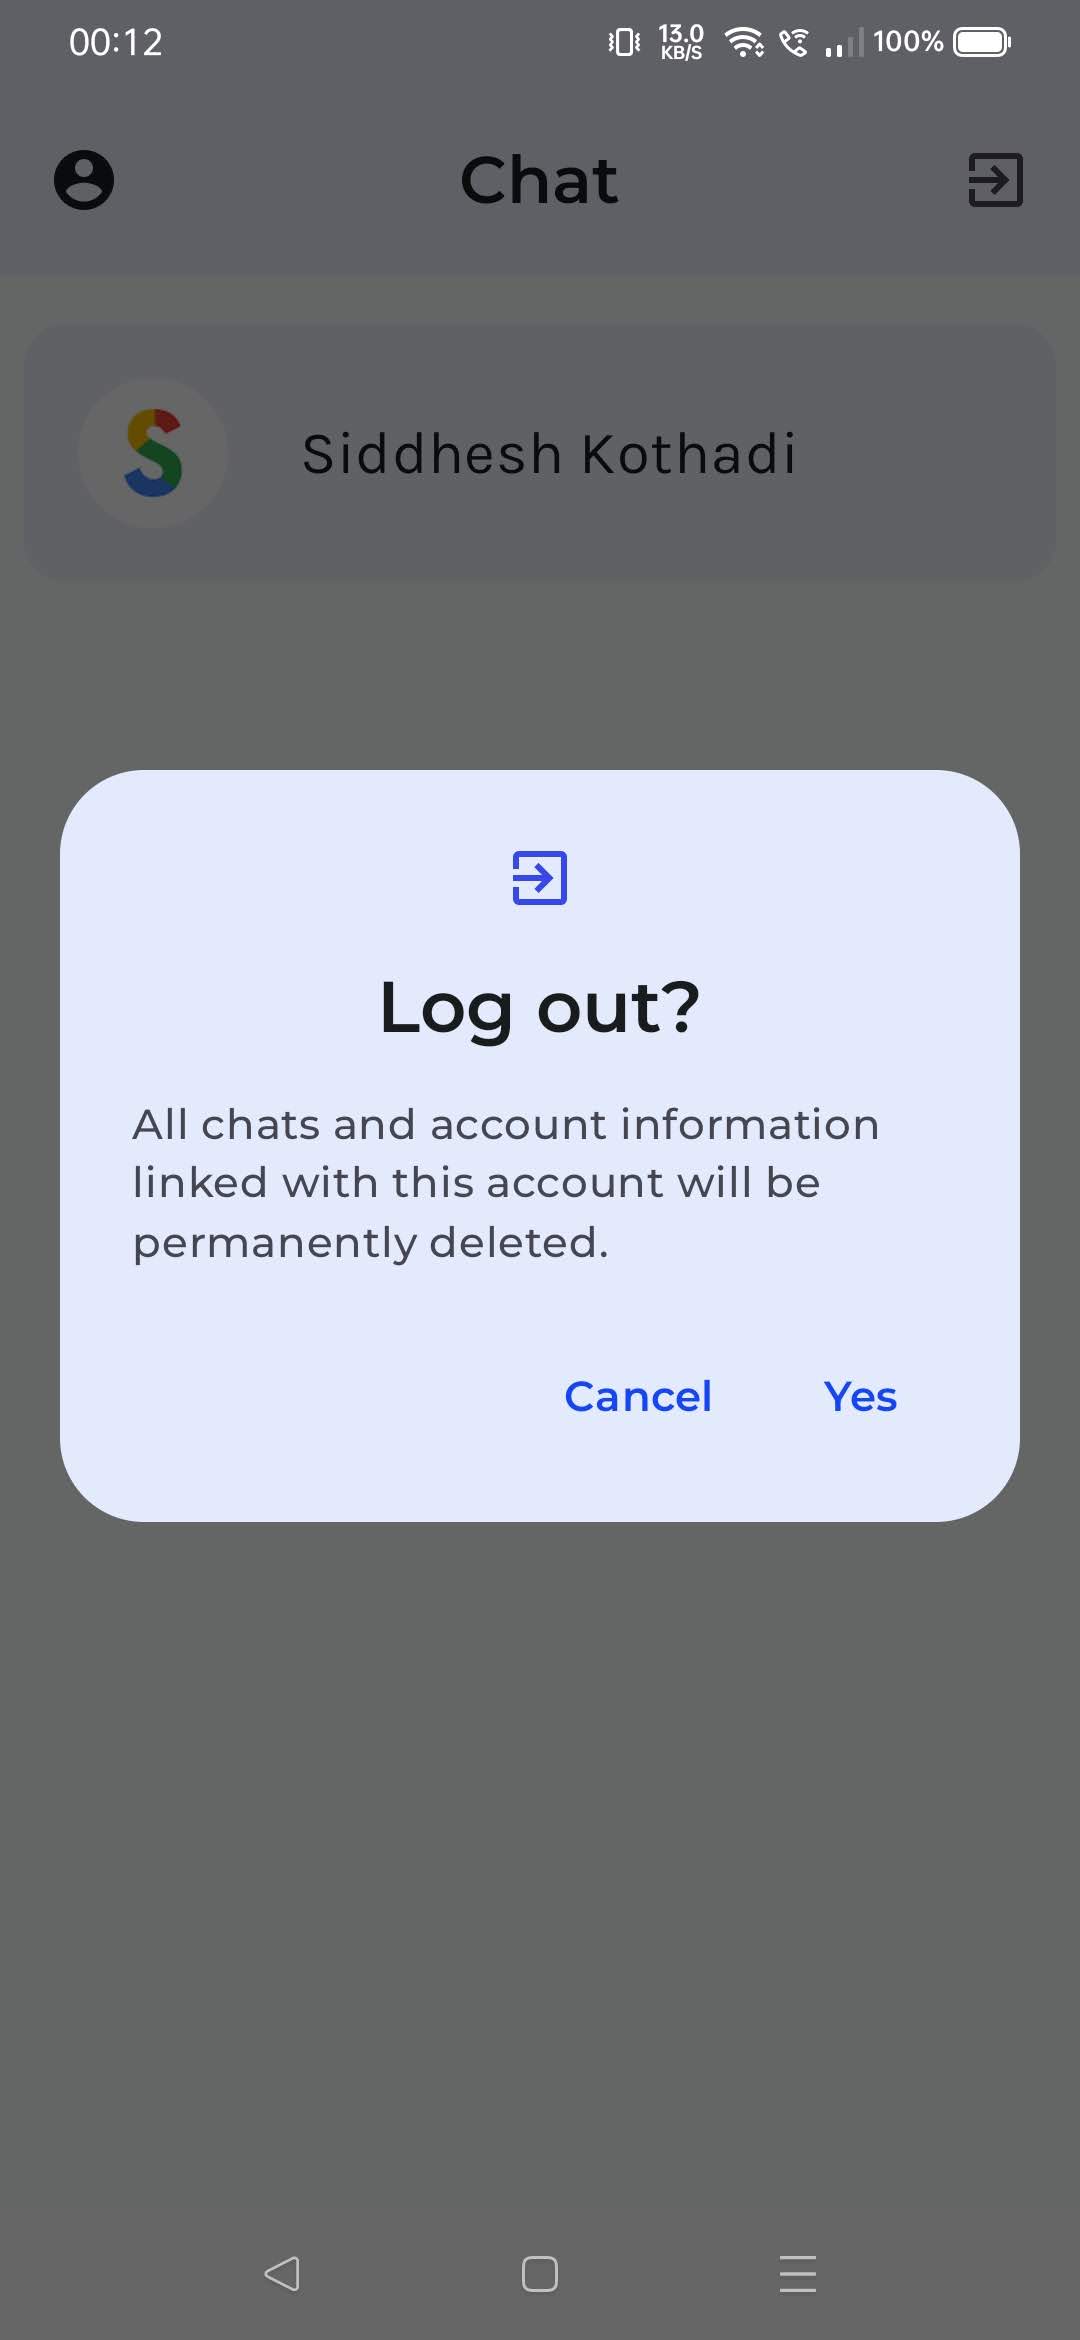 00:12
13.0
KB/S
100%
Chat
S
Siddhesh Kothadi
Log out?
All chats and account information
linked with this account will be
permanently deleted.
Cancel
Yes